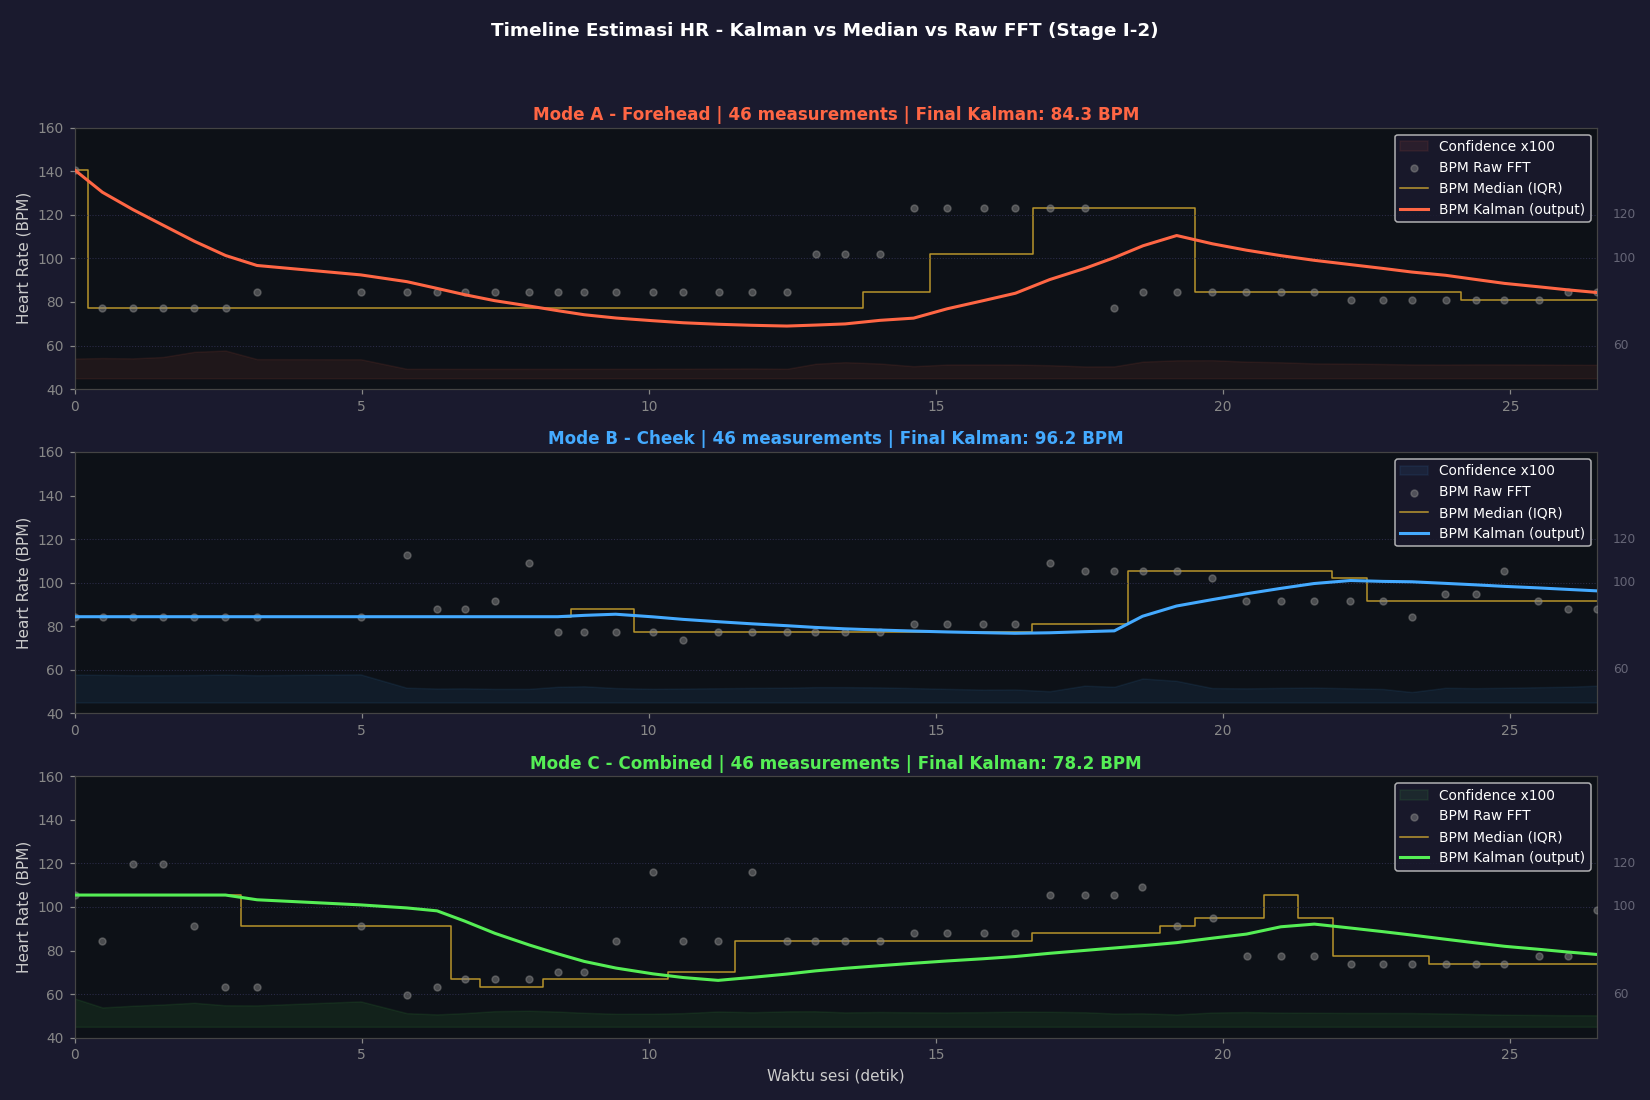 Timeline Estimasi HR - Kalman vs Median vs Raw FFT (Stage I-2)
Mode A - Forehead | 46 measurements | Final Kalman: 84.3 BPM
Heart Rate (BPM)
160
140
120
100
80
60
40
0 5 10 15 20 25
120
100
60
Confidence x100
BPM Raw FFT
BPM Median (IQR)
BPM Kalman (output)
Mode B - Cheek | 46 measurements | Final Kalman: 96.2 BPM
Heart Rate (BPM)
160
140
120
100
80
60
40
0 5 10 15 20 25
120
100
60
Confidence x100
BPM Raw FFT
BPM Median (IQR)
BPM Kalman (output)
Mode C - Combined | 46 measurements | Final Kalman: 78.2 BPM
Heart Rate (BPM)
160
140
120
100
80
60
40
0 5 10 15 20 25
120
100
60
Confidence x100
BPM Raw FFT
BPM Median (IQR)
BPM Kalman (output)
Waktu sesi (detik)